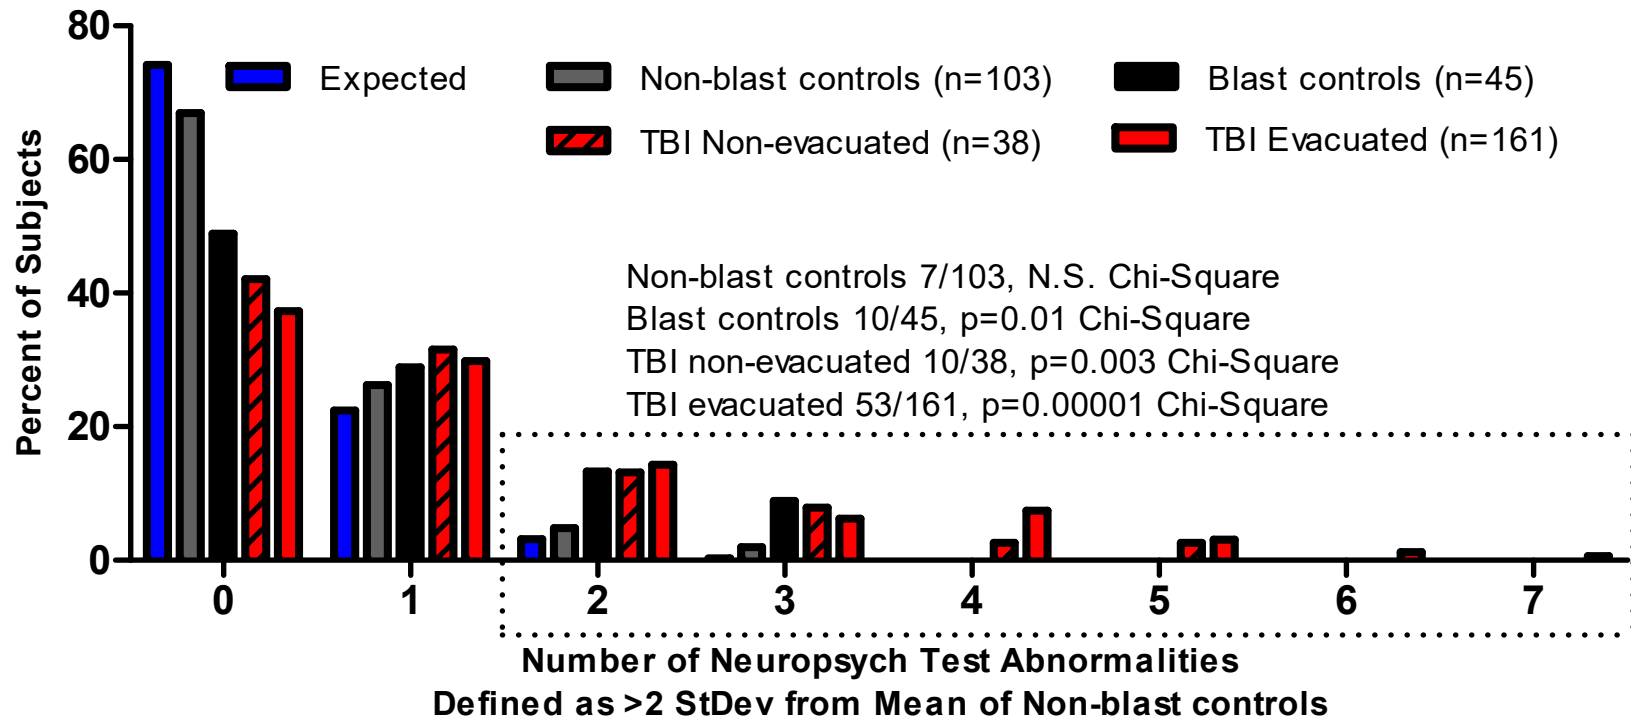 80
60
40
20
0
Percent of Subjects
Expected
Non-blast controls (n=103)
Blast controls (n=45)
TBI Non-evacuated (n=38)
TBI Evacuated (n=161)
Non-blast controls 7/103, N.S. Chi-Square
Blast controls 10/45, p=0.01 Chi-Square
TBI non-evacuated 10/38, p=0.003 Chi-Square
TBI evacuated 53/161, p=0.00001 Chi-Square
0 1 2 3 4 5 6 7
Number of Neuropsych Test Abnormalities
Defined as >2 StDev from Mean of Non-blast controls